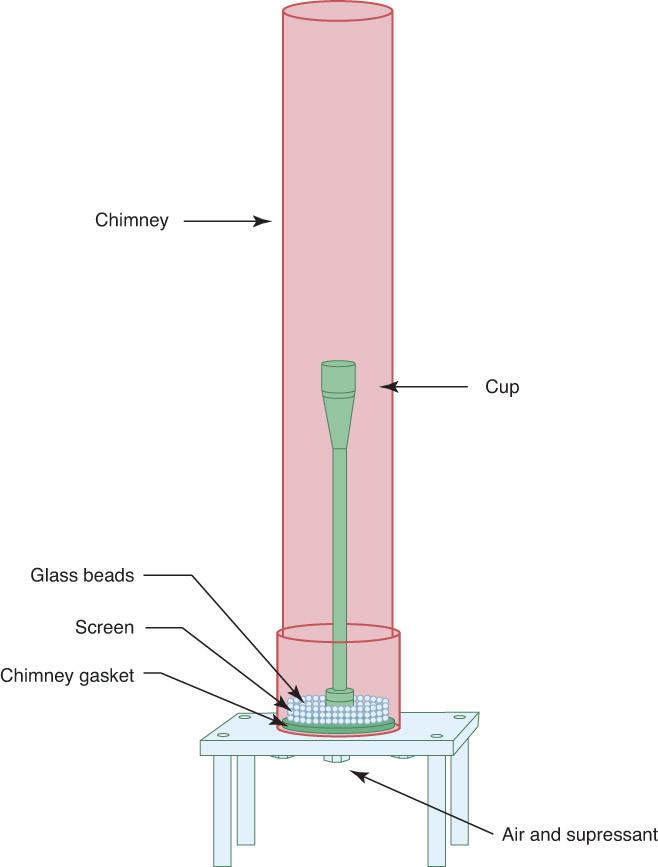 Chimney
Cup
Glass beads
Screen
Chimney gasket
Air and supressant